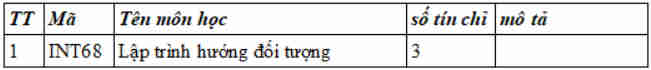 TT Mã Tên môn học số tín chỉ mô tả
1 INT68 Lập trình hướng đối tượng 3